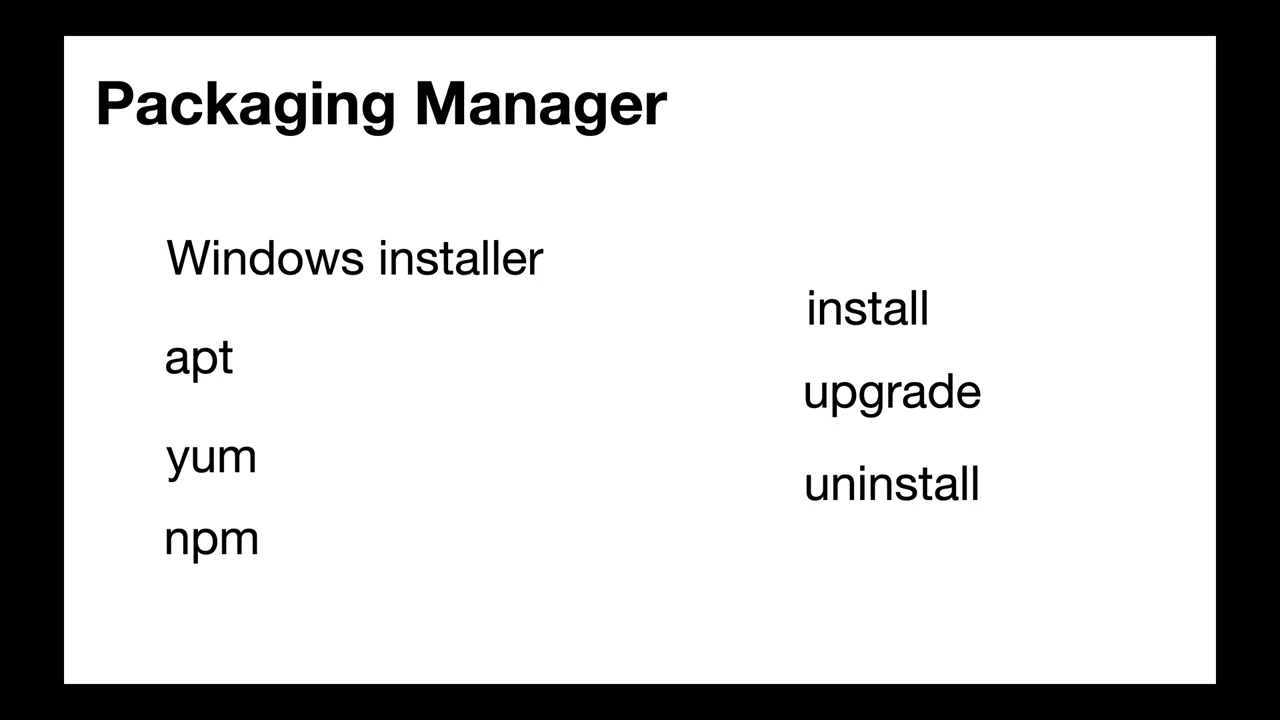 Packaging Manager
Windows installer
apt
yum
npm
install
upgrade
uninstall